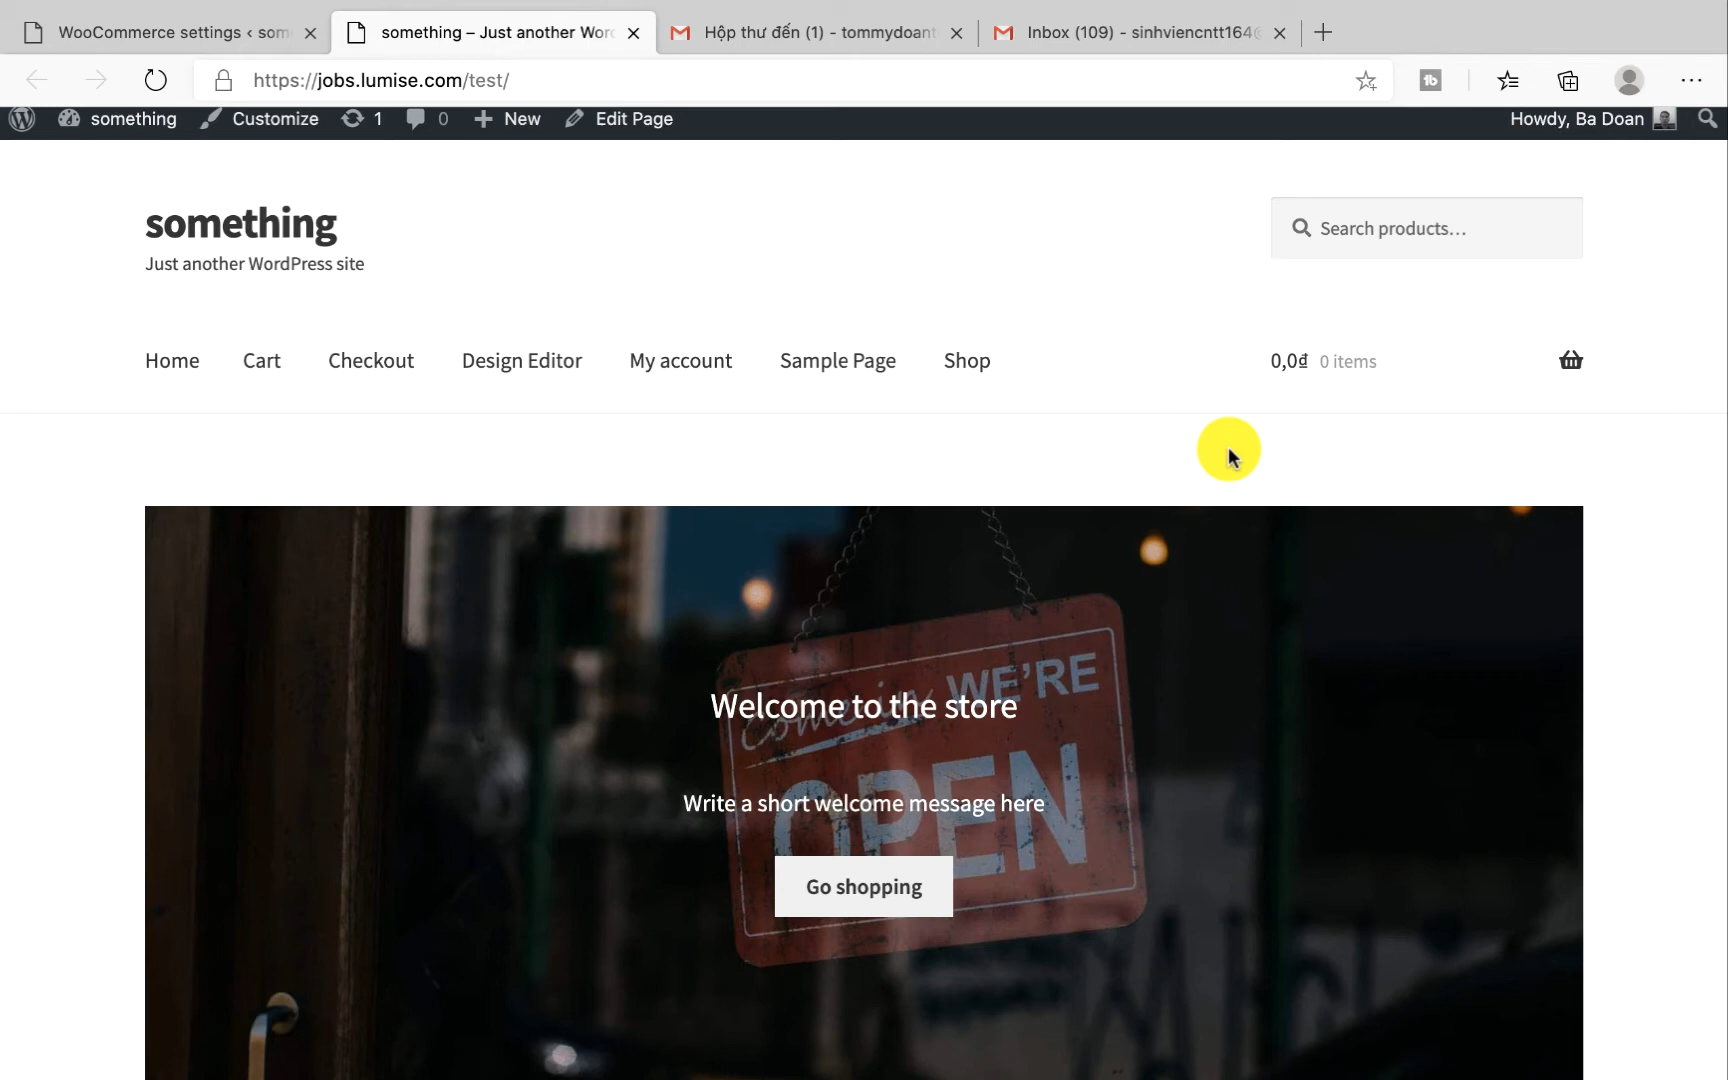 WooCommerce settings ‹ som
something – Just another Wor
Hộp thư đến (1) - tommydoant
Inbox (109) - sinhviencntt164@
https://jobs.lumise.com/test/
something
Customize
1
0
New
Edit Page
Howdy, Ba Doan
something
Just another WordPress site
Search products…
Home
Cart
Checkout
Design Editor
My account
Sample Page
Shop
0,0₫ 0 items
come in WE'RE
OPEN
Welcome to the store
Write a short welcome message here
Go shopping